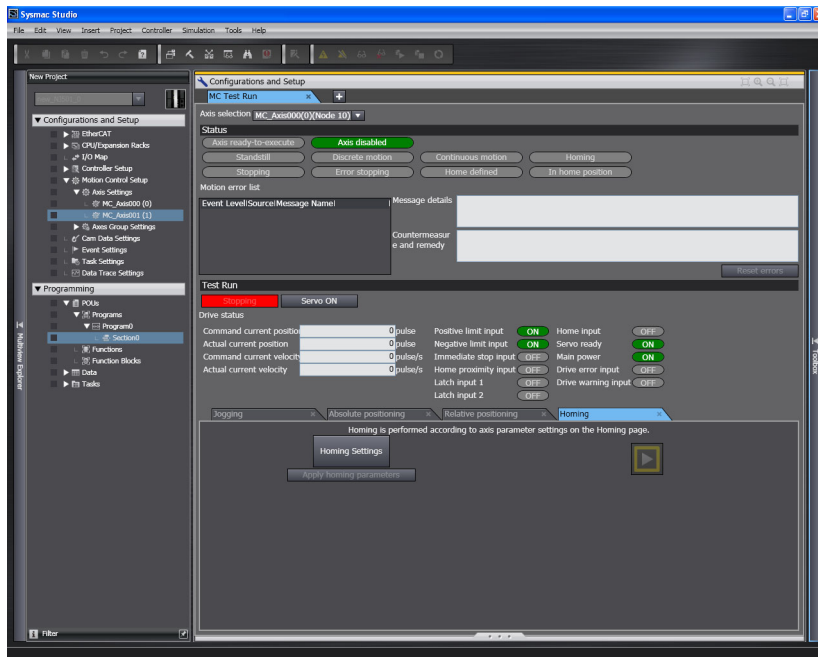 Sysmac Studio
File Edit View Insert Project Controller Simulation Tools Help
New Project
Configurations and Setup
EtherCAT
CPU/Expansion Racks
I/O Map
Controller Setup
Motion Control Setup
Axis Settings
MC_Axis000 (0)
MC_Axis001 (1)
Axes Group Settings
Cam Data Settings
Event Settings
Task Settings
Data Trace Settings
Programming
POUs
Programs
Program0
Section0
Functions
Function Blocks
Data
Tasks
Filter
Multiview Explorer
Configurations and Setup
MC Test Run
Axis selection MC_Axis000(0)(Node 10)
Status
Axis ready-to-execute Axis disabled
Standstill Discrete motion Continuous motion Homing
Stopping Error stopping Home defined In home position
Motion error list
Event Level|Source|Message Name|
Message details
Countermeasur
e and remedy
Reset errors
Test Run
Stopping Servo ON
Drive status
Command current positio 0 pulse Positive limit input ON Home input OFF
Actual current position 0 pulse Negative limit input ON Servo ready ON
Command current velocity 0 pulse/s Immediate stop input OFF Main power ON
Actual current velocity 0 pulse/s Home proximity input OFF Drive error input OFF
Latch input 1 OFF Drive warning input OFF
Latch input 2 OFF
Jogging Absolute positioning Relative positioning Homing
Homing is performed according to axis parameter settings on the Homing page.
Homing Settings
Apply homing parameters
Toolbox